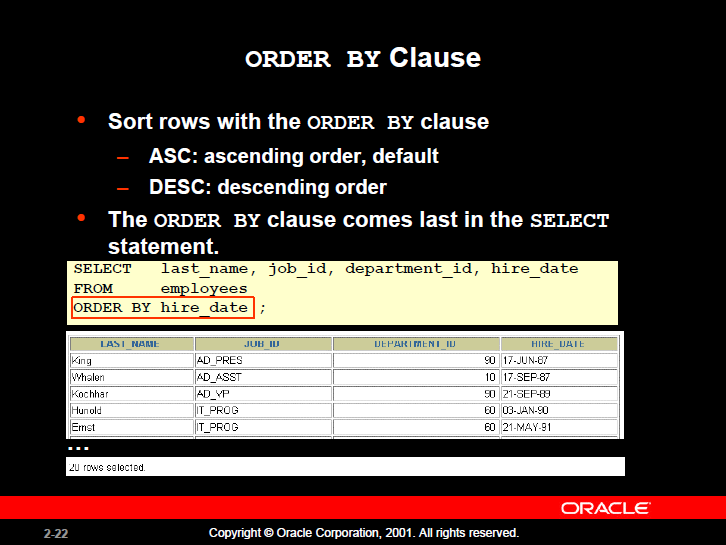 ORDER BY Clause
• Sort rows with the ORDER BY clause
– ASC: ascending order, default
– DESC: descending order
• The ORDER BY clause comes last in the SELECT
statement.
SELECT last_name, job_id, department_id, hire_date
FROM employees
ORDER BY hire_date ;
LAST_NAME JOB_ID DEPARTMENT_ID HIRE_DATE
King AD_PRES 90 17-JUN-87
Whalen AD_ASST 10 17-SEP-87
Kochhar AD_VP 90 21-SEP-89
Hunold IT_PROG 60 03-JAN-90
Ernst IT_PROG 60 21-MAY-91
...
20 rows selected.
ORACLE®
2-22 Copyright © Oracle Corporation, 2001. All rights reserved.